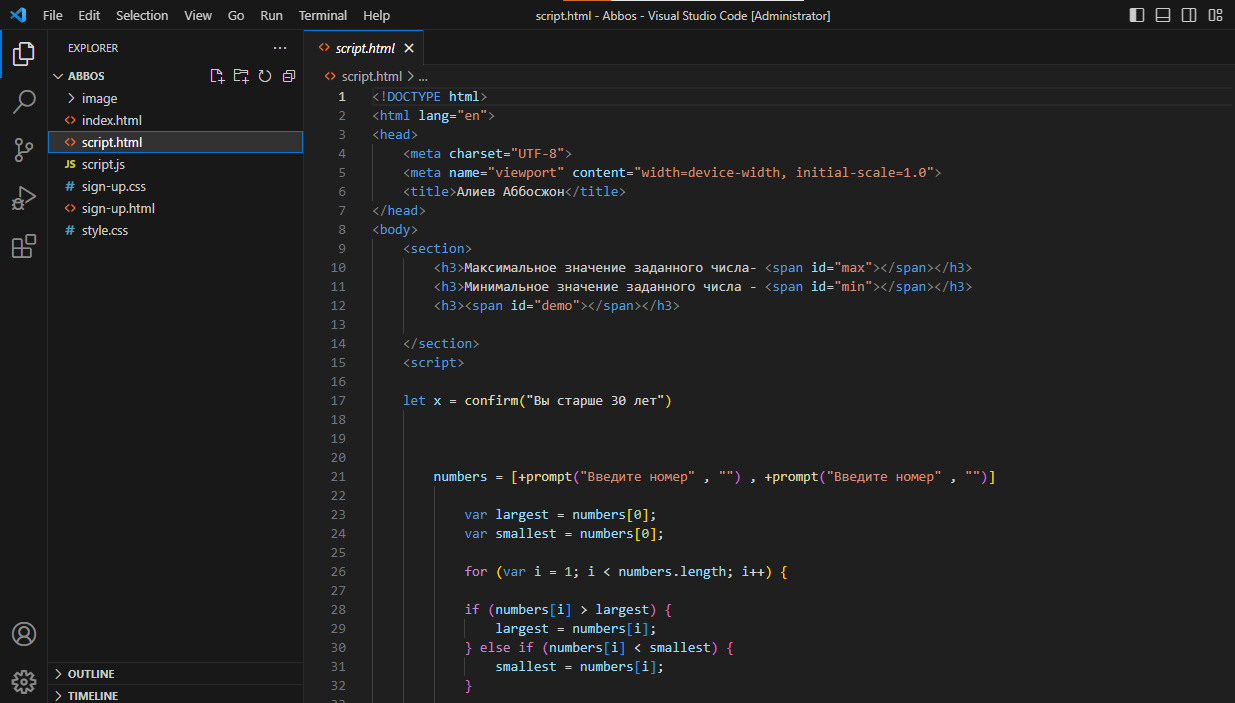 File Edit Selection View Go Run Terminal Help
script.html - Abbos - Visual Studio Code [Administrator]
EXPLORER
ABBOS
image
index.html
script.html
JS script.js
# sign-up.css
sign-up.html
# style.css
OUTLINE
TIMELINE
script.html
script.html > ...
1 <!DOCTYPE html>
2 <html lang="en">
3 <head>
4 <meta charset="UTF-8">
5 <meta name="viewport" content="width=device-width, initial-scale=1.0">
6 <title>Алиев Аббосжон</title>
7 </head>
8 <body>
9 <section>
10 <h3>Максимальное значение заданного числа- <span id="max"></span></h3>
11 <h3>Минимальное значение заданного числа - <span id="min"></span></h3>
12 <h3><span id="demo"></span></h3>
13
14 </section>
15 <script>
16
17 let x = confirm("Вы старше 30 лет")
18
19
20
21 numbers = [+prompt("Введите номер" , "") , +prompt("Введите номер" , "")]
22
23 var largest = numbers[0];
24 var smallest = numbers[0];
25
26 for (var i = 1; i < numbers.length; i++) {
27
28 if (numbers[i] > largest) {
29 largest = numbers[i];
30 } else if (numbers[i] < smallest) {
31 smallest = numbers[i];
32 }